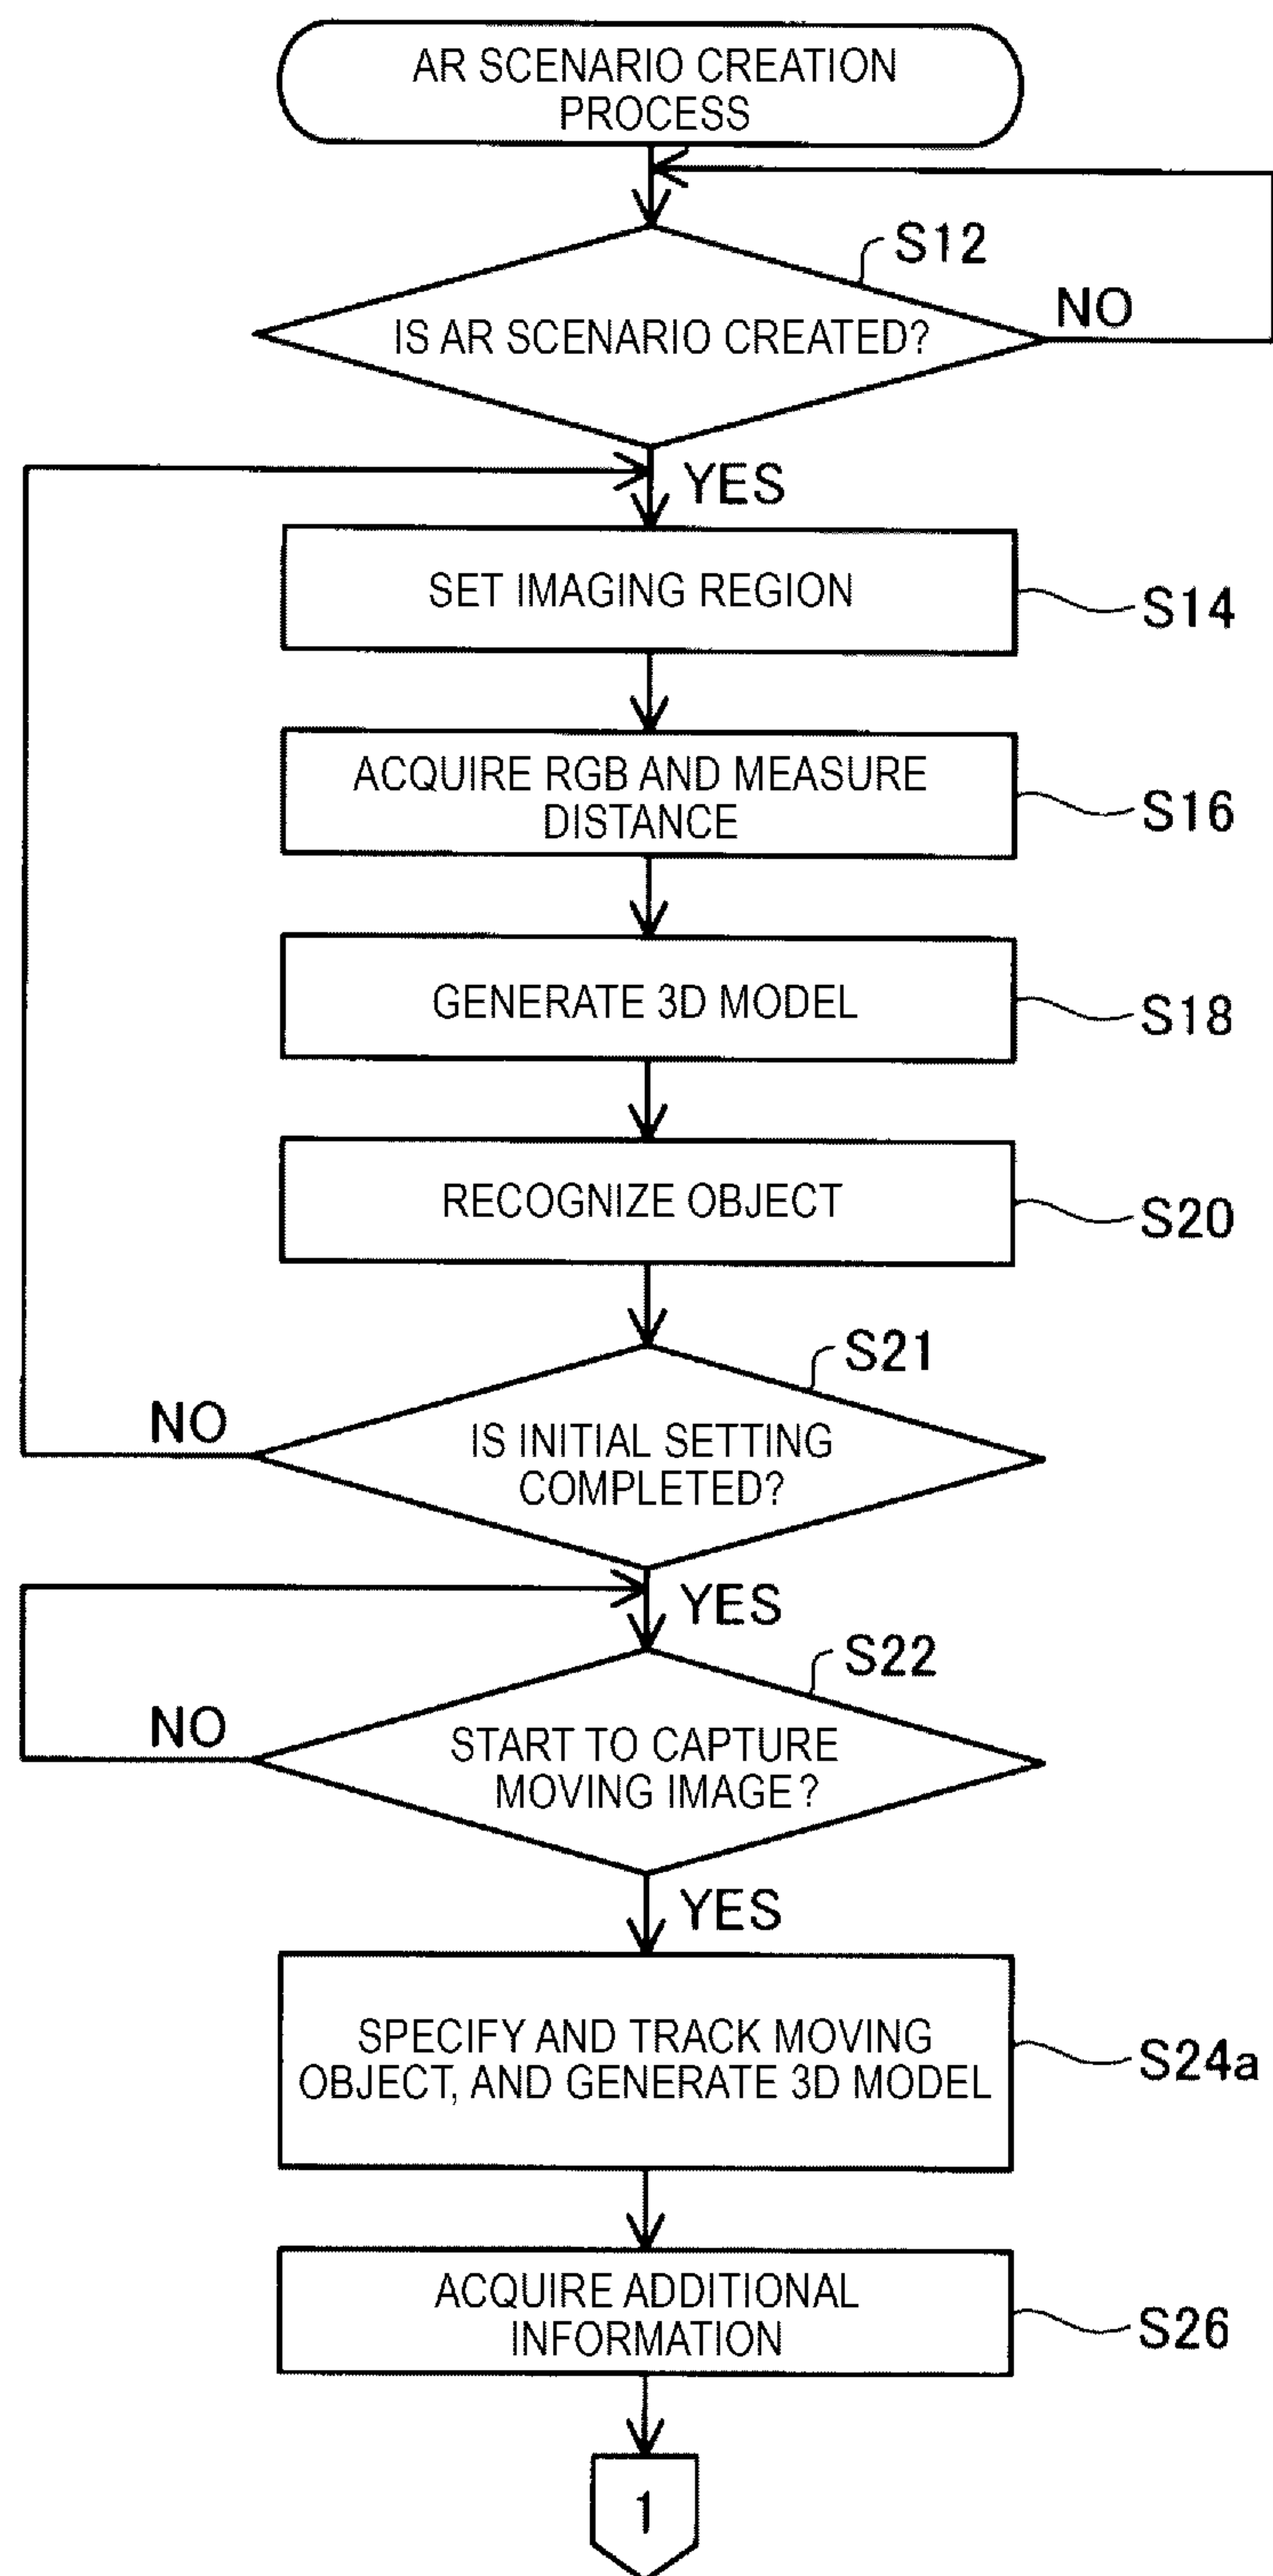 AR SCENARIO CREATION
PROCESS
S12
IS AR SCENARIO CREATED?
NO
YES
SET IMAGING REGION
S14
ACQUIRE RGB AND MEASURE
DISTANCE
S16
GENERATE 3D MODEL
S18
RECOGNIZE OBJECT
S20
S21
IS INITIAL SETTING
COMPLETED?
NO
YES
S22
START TO CAPTURE
MOVING IMAGE?
NO
YES
SPECIFY AND TRACK MOVING
OBJECT, AND GENERATE 3D MODEL
S24a
ACQUIRE ADDITIONAL
INFORMATION
S26
1